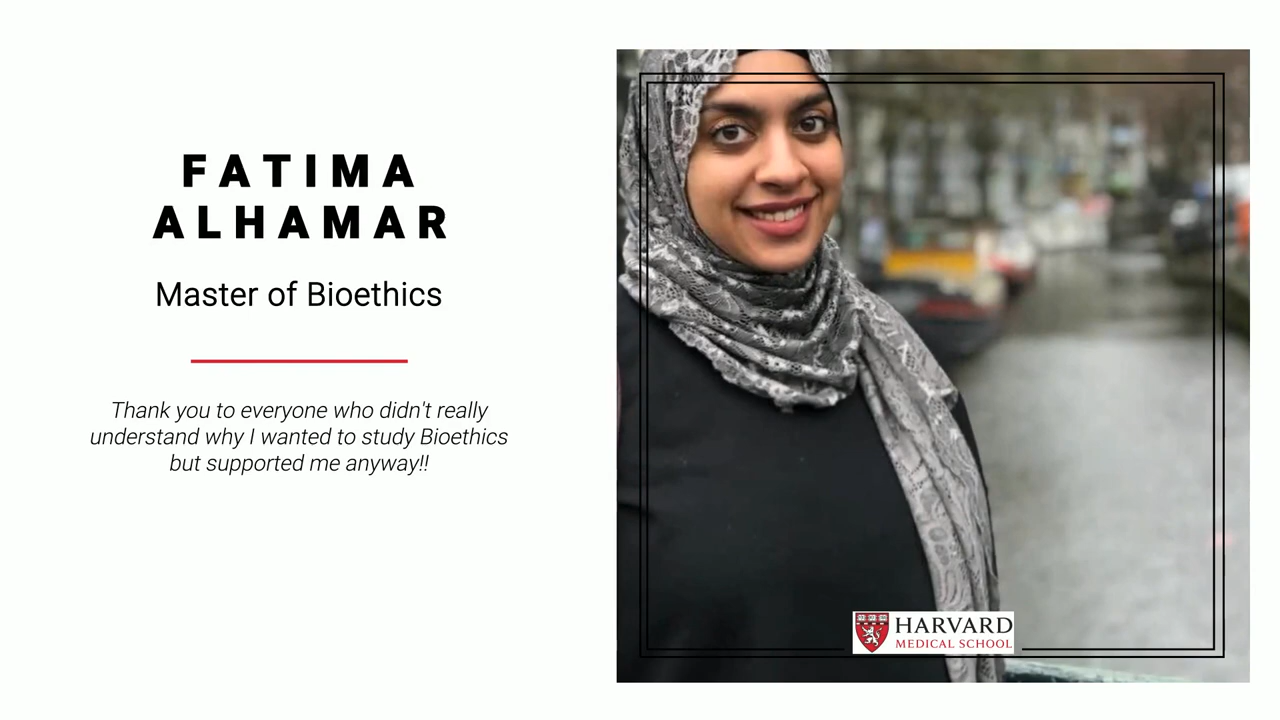 FATIMA
ALHAMAR
Master of Bioethics
Thank you to everyone who didn't really
understand why I wanted to study Bioethics
but supported me anyway!!
HARVARD
MEDICAL SCHOOL